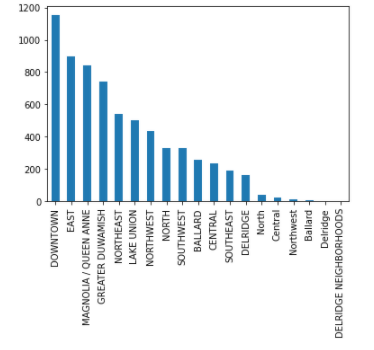 1200
1000
800
600
400
200
0
DOWNTOWN
EAST
MAGNOLIA / QUEEN ANNE
GREATER DUWAMISH
NORTHEAST
LAKE UNION
NORTHWEST
NORTH
SOUTHWEST
BALLARD
CENTRAL
SOUTHEAST
DELRIDGE
North
Central
Northwest
Ballard
Delridge
DELRIDGE NEIGHBORHOODS